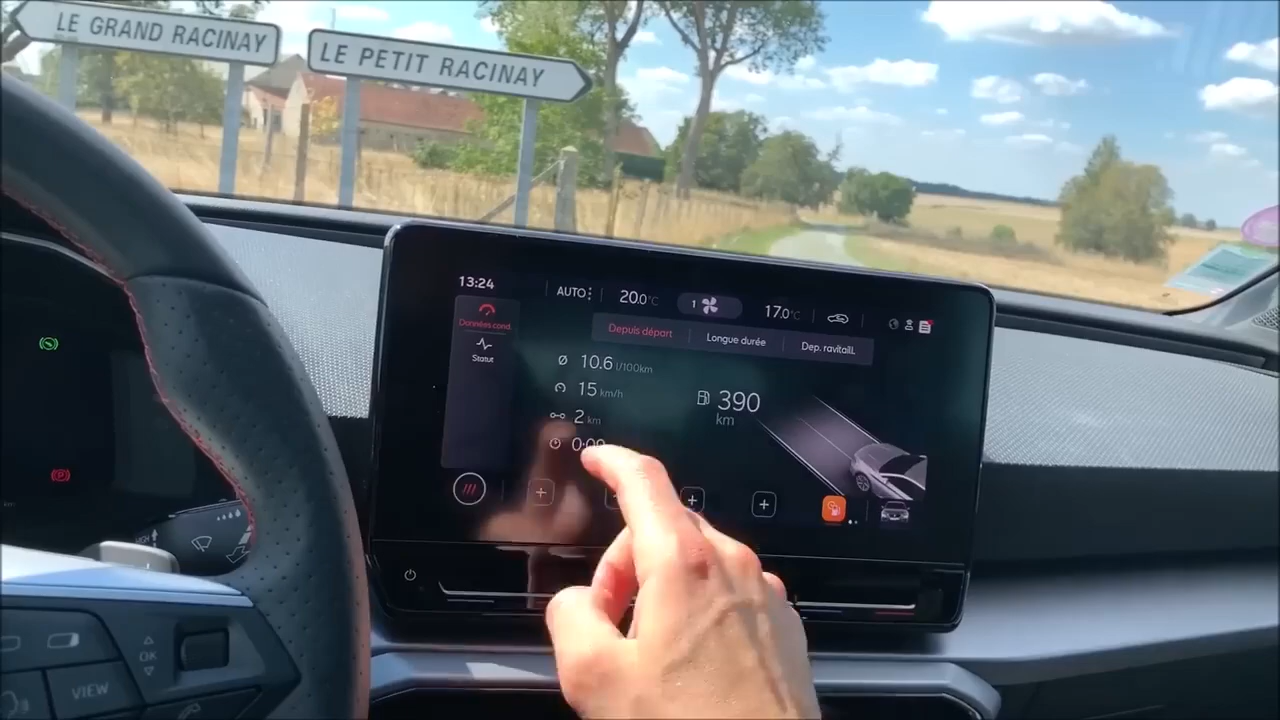 LE GRAND RACINAY
LE PETIT RACINAY
13:24
AUTO
20.0°C
1
17.0°C
Données cond.
Statut
Depuis départ
Longue durée
Dep. ravitaill.
Ø 10.6 l/100km
15 km/h
2 km
390
km
OK
VIEW